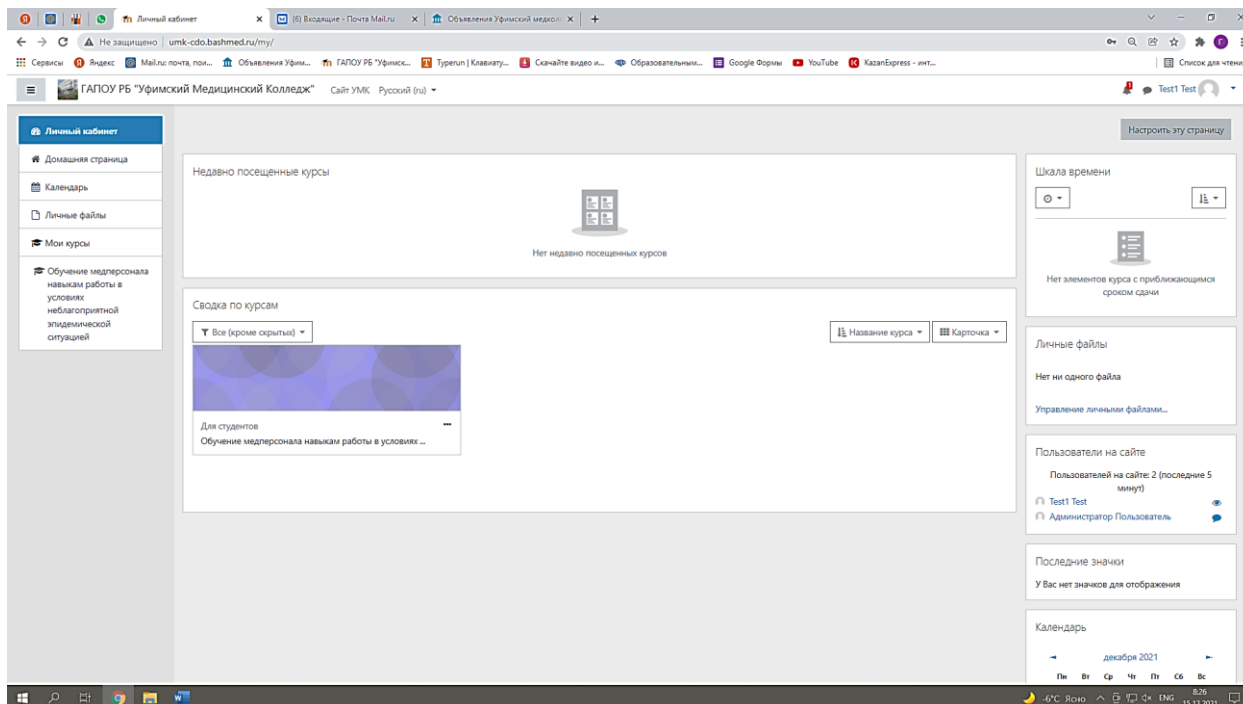 Личный кабинет
(6) Входящие - Почта Mail.ru
Объявления Уфимский медкол
Не защищено
umk-cdo.bashmed.ru/my/
Сервисы
Яндекс
Mail.ru: почта, пои...
Объявления Уфим...
ГАПОУ РБ "Уфимск...
Typerun | Клавиату...
Скачайте видео и...
Образовательным...
Google Формы
YouTube
KazanExpress - инт...
Список для чтени
ГАПОУ РБ "Уфимский Медицинский Колледж"
Сайт УМК
Русский (ru)
Test1 Test
Личный кабинет
Домашняя страница
Календарь
Личные файлы
Мои курсы
Обучение медперсонала
навыкам работы в
условиях
неблагоприятной
эпидемической
ситуацией
Настроить эту страницу
Недавно посещенные курсы
Нет недавно посещенных курсов
Сводка по курсам
Все (кроме скрытых)
Название курса
Карточка
Для студентов
Обучение медперсонала навыкам работы в условиях ...
Шкала времени
Нет элементов курса с приближающимся
сроком сдачи
Личные файлы
Нет ни одного файла
Управление личными файлами...
Пользователи на сайте
Пользователей на сайте: 2 (последние 5
минут)
Test1 Test
Администратор Пользователь
Последние значки
У Вас нет значков для отображения
Календарь
декабря 2021
Пн Вт Ср Чт Пт Сб Вс
-6°C Ясно
ENG
8:26
15.12.2021